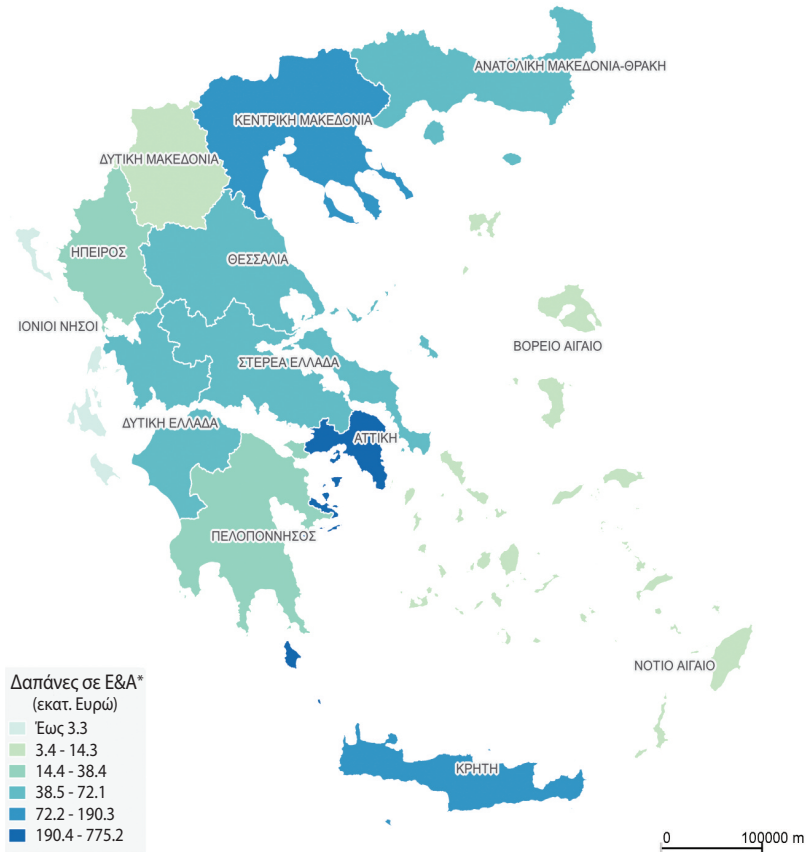 ΑΝΑΤΟΛΙΚΗ ΜΑΚΕΔΟΝΙΑ-ΘΡΑΚΗ
ΚΕΝΤΡΙΚΗ ΜΑΚΕΔΟΝΙΑ
ΔΥΤΙΚΗ ΜΑΚΕΔΟΝΙΑ
ΗΠΕΙΡΟΣ
ΘΕΣΣΑΛΙΑ
ΙΟΝΙΟΙ ΝΗΣΟΙ
ΒΟΡΕΙΟ ΑΙΓΑΙΟ
ΣΤΕΡΕΑ ΕΛΛΑΔΑ
ΔΥΤΙΚΗ ΕΛΛΑΔΑ
ΑΤΤΙΚΗ
ΠΕΛΟΠΟΝΝΗΣΟΣ
ΝΟΤΙΟ ΑΙΓΑΙΟ
ΚΡΗΤΗ
Δαπάνες σε Ε&Α*
(εκατ. Ευρώ)
Έως 3.3
3.4 - 14.3
14.4 - 38.4
38.5 - 72.1
72.2 - 190.3
190.4 - 775.2
0 100000 m